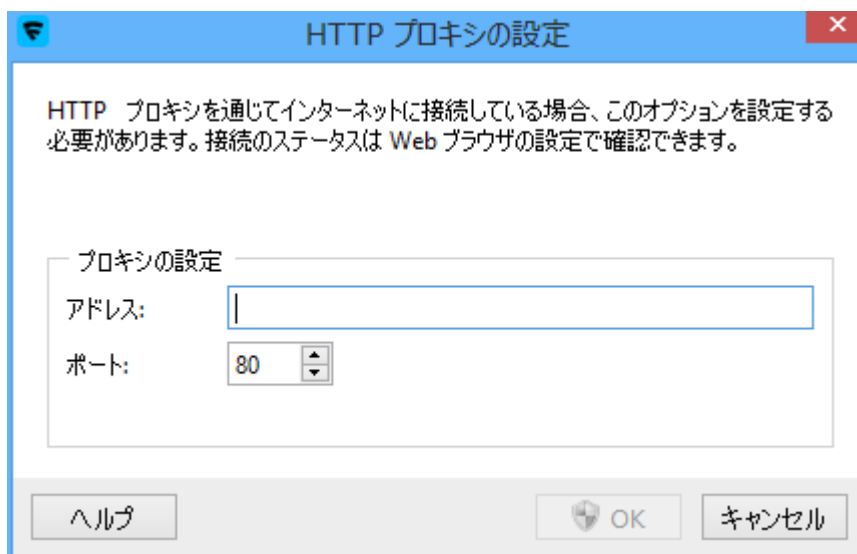 HTTP プロキシの設定
HTTP プロキシを通じてインターネットに接続している場合、このオプションを設定する
必要があります。接続のステータスは Web ブラウザの設定で確認できます。
プロキシの設定
アドレス:
ポート: 80
ヘルプ OK キャンセル